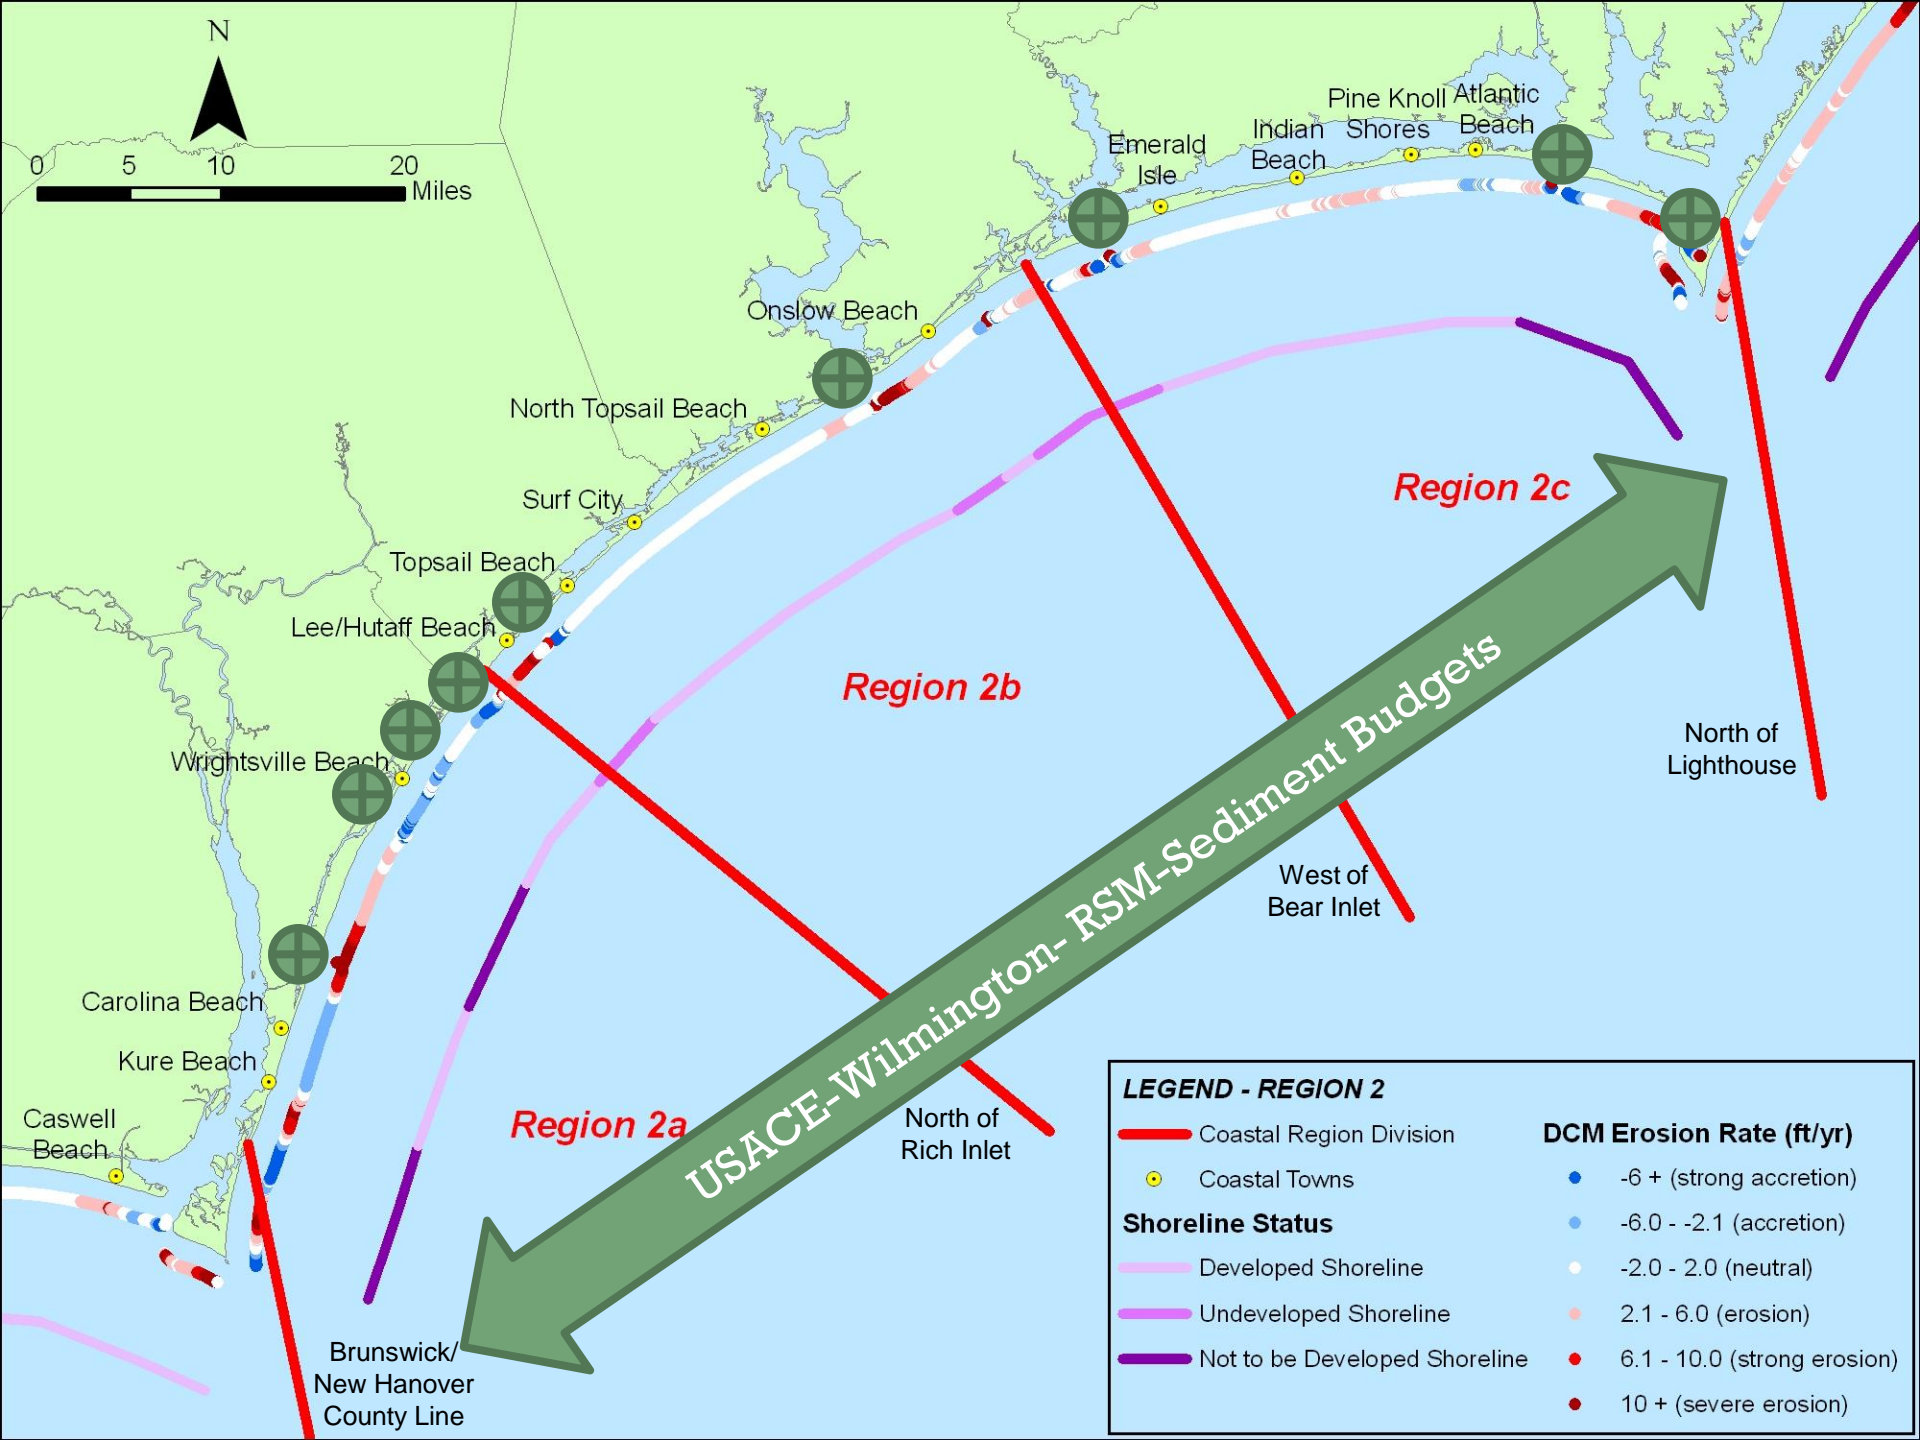 N
0 5 10 20
Miles
Pine Knoll
Shores
Atlantic
Beach
Indian
Beach
Emerald
Isle
Onslow Beach
North Topsail Beach
Surf City
Topsail Beach
Lee/Hutaff Beach
Wrightsville Beach
Carolina Beach
Kure Beach
Caswell
Beach
Region 2c
Region 2b
Region 2a
USACE-Wilmington- RSM-Sediment Budgets
North of
Lighthouse
West of
Bear Inlet
North of
Rich Inlet
Brunswick/
New Hanover
County Line
LEGEND - REGION 2
Coastal Region Division
Coastal Towns
Shoreline Status
Developed Shoreline
Undeveloped Shoreline
Not to be Developed Shoreline
DCM Erosion Rate (ft/yr)
-6 + (strong accretion)
-6.0 - -2.1 (accretion)
-2.0 - 2.0 (neutral)
2.1 - 6.0 (erosion)
6.1 - 10.0 (strong erosion)
10 + (severe erosion)